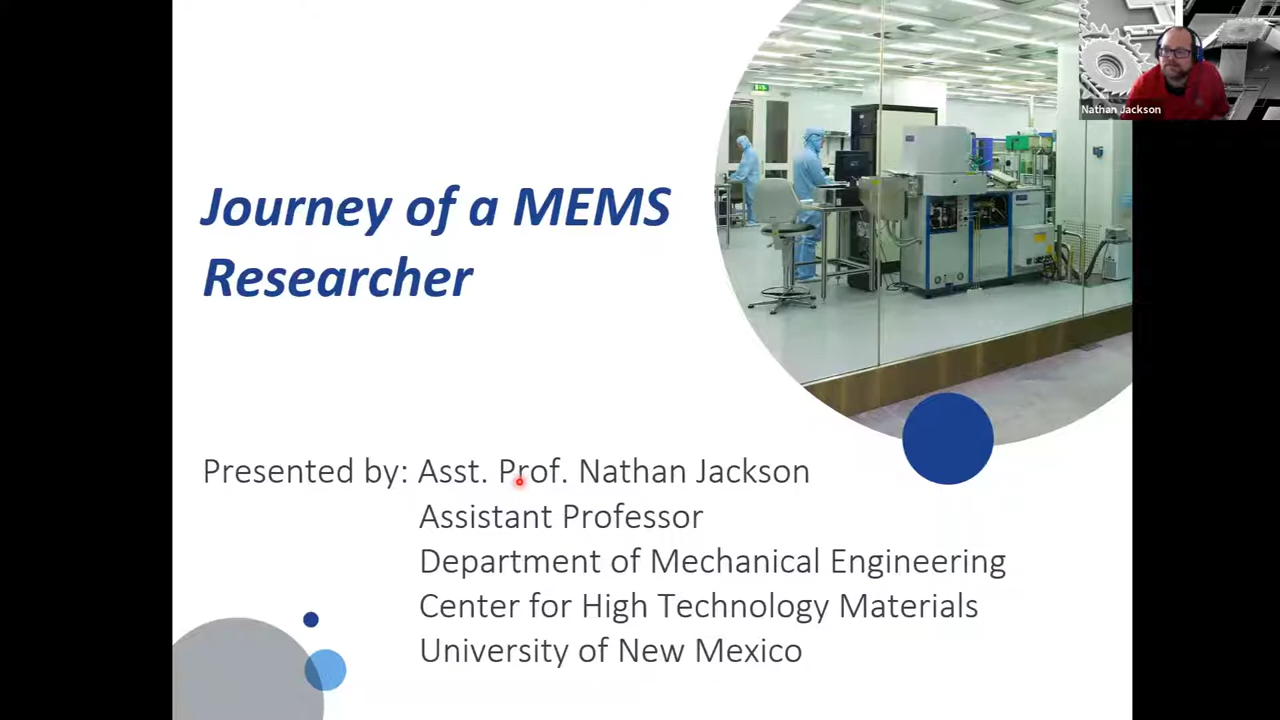 Journey of a MEMS
Researcher
Nathan Jackson
Presented by: Asst. Prof. Nathan Jackson
Assistant Professor
Department of Mechanical Engineering
Center for High Technology Materials
University of New Mexico